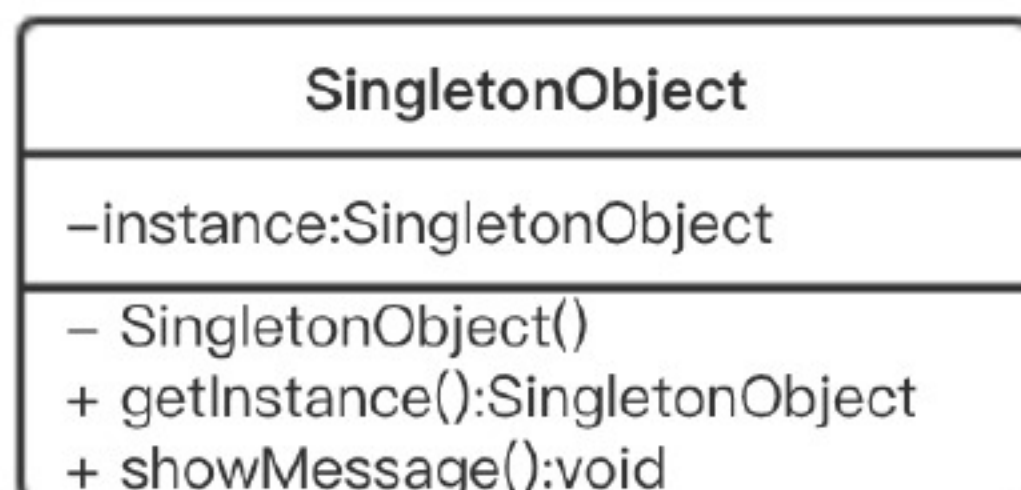 SingletonObject
–instance:SingletonObject
– SingletonObject()
+ getInstance():SingletonObject
+ showMessage():void